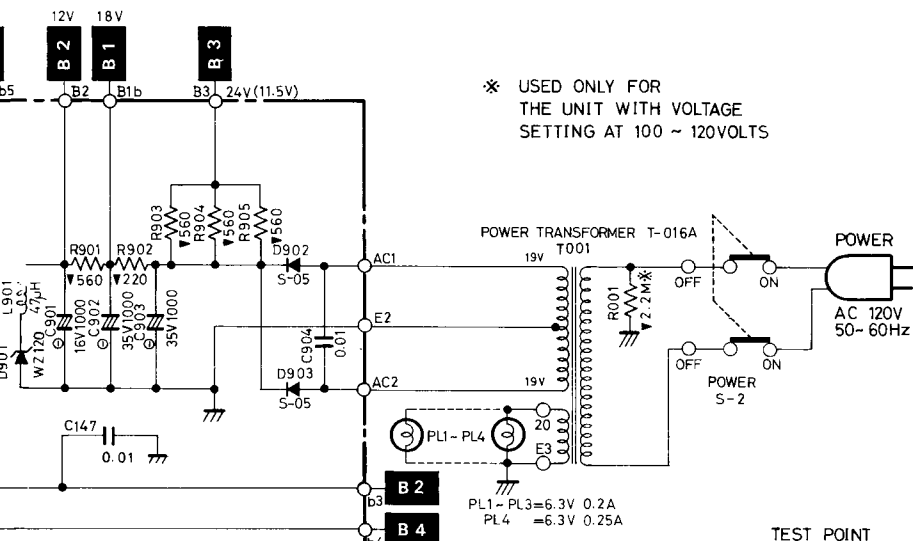 12V 18V
B 2
B 1
B 3
b5 B2 B1b B3 24V(11.5V)
※ USED ONLY FOR
THE UNIT WITH VOLTAGE
SETTING AT 100 ~ 120VOLTS
R903 ▼560
R904 ▼560
R905 ▼560
POWER TRANSFORMER T-016A
T001
R901 ▼560
R902 ▼220
D902
S-05
AC1
19V
R001 ▼2.2M※
OFF ON
POWER
AC 120V
50~60Hz
L901 47μH
C901 16V1000
C902 35V1000
C903 35V1000
E2
C904 0.01
D901 WZ120
D903
S-05
AC2
19V
OFF ON
POWER
S-2
C147
0.01
PL1~PL4
20
E3
b3 B 2
PL1~PL3=6.3V 0.2A
PL4 =6.3V 0.25A
B 4
TEST POINT